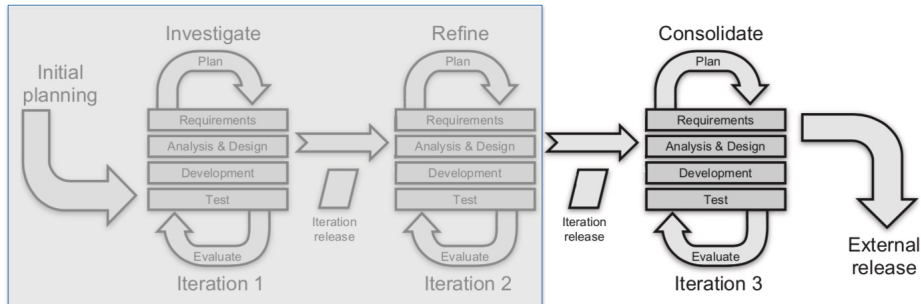 Initial
planning
Investigate
Plan
Requirements
Analysis & Design
Development
Test
Evaluate
Iteration 1
Iteration
release
Refine
Plan
Requirements
Analysis & Design
Development
Test
Evaluate
Iteration 2
Iteration
release
Consolidate
Plan
Requirements
Analysis & Design
Development
Test
Evaluate
Iteration 3
External
release